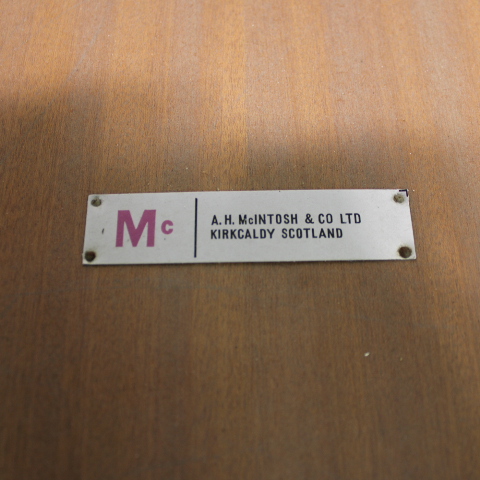 Mc
A.H. McINTOSH & CO LTD
KIRKCALDY SCOTLAND